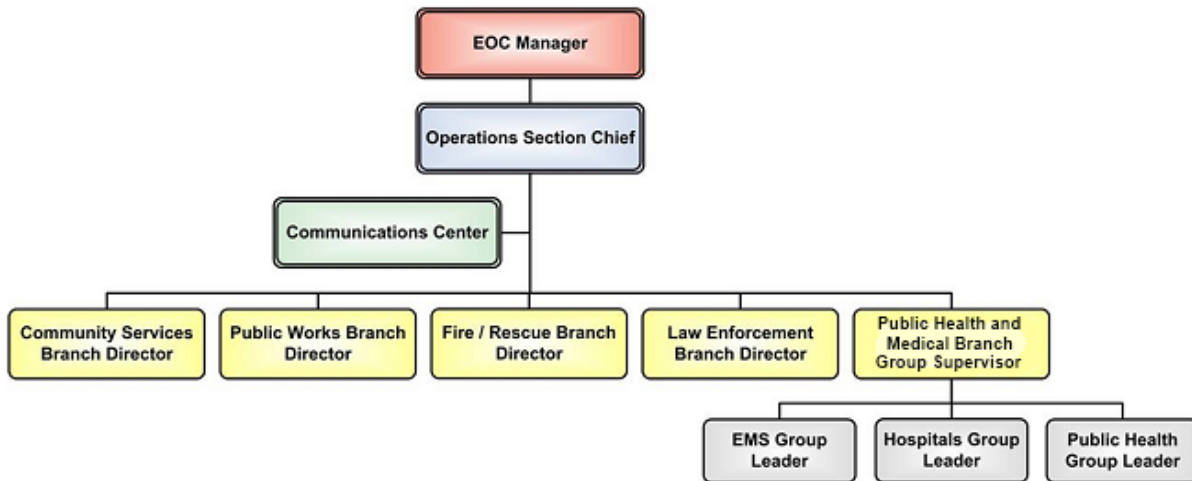 EOC Manager
Operations Section Chief
Communications Center
Community Services
Branch Director
Public Works Branch
Director
Fire / Rescue Branch
Director
Law Enforcement
Branch Director
Public Health and
Medical Branch
Group Supervisor
EMS Group
Leader
Hospitals Group
Leader
Public Health
Group Leader